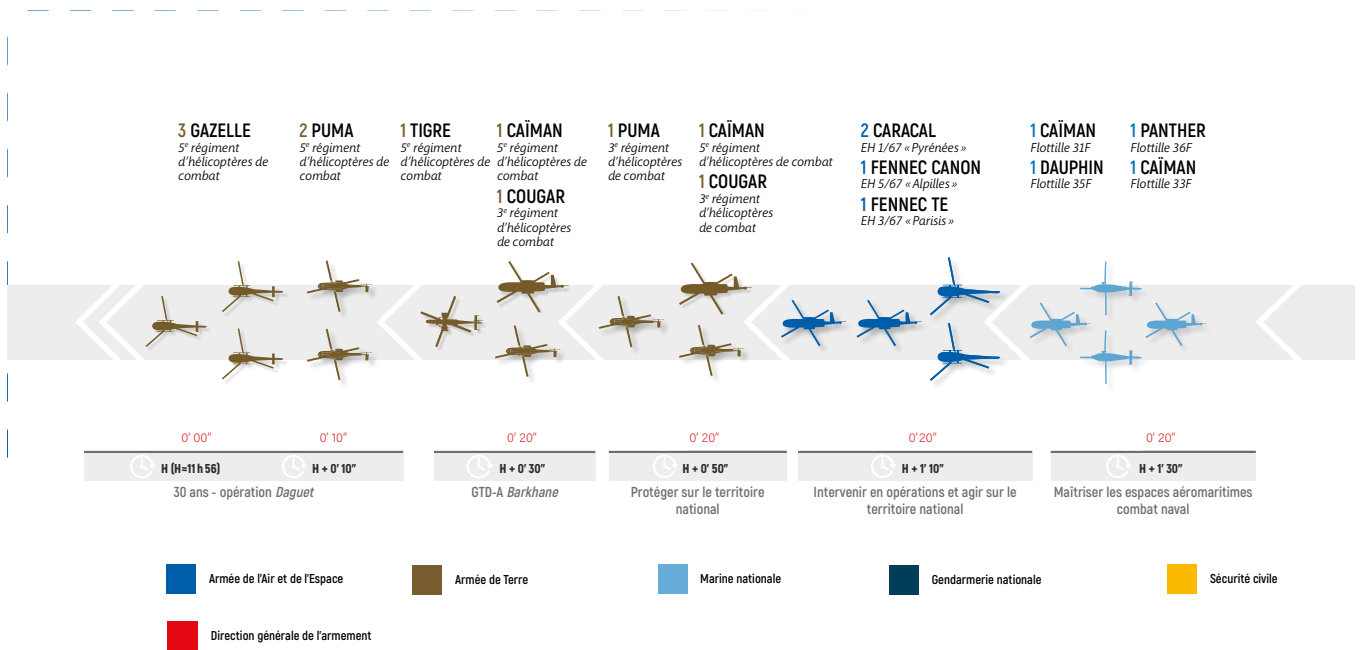 3 GAZELLE
5e régiment
d'hélicoptères de
combat
2 PUMA
5e régiment
d'hélicoptères de
combat
1 TIGRE
5e régiment
d'hélicoptères de
combat
1 CAÏMAN
5e régiment
d'hélicoptères de
combat
1 COUGAR
3e régiment
d'hélicoptères
de combat
1 PUMA
3e régiment
d'hélicoptères
de combat
1 CAÏMAN
5e régiment
d'hélicoptères de combat
1 COUGAR
3e régiment
d'hélicoptères
de combat
2 CARACAL
EH 1/67 « Pyrénées »
1 FENNEC CANON
EH 5/67 « Alpilles »
1 FENNEC TE
EH 3/67 « Parisis »
1 CAÏMAN
Flottille 31F
1 DAUPHIN
Flottille 35F
1 PANTHER
Flottille 36F
1 CAÏMAN
Flottille 33F
0' 00"
0' 10"
0' 20"
0' 20"
0'20"
0' 20"
H (H=11 h 56)
H + 0' 10"
H + 0' 30"
H + 0' 50"
H + 1' 10"
H + 1' 30"
30 ans - opération Daguet
GTD-A Barkhane
Protéger sur le territoire
national
Intervenir en opérations et agir sur le
territoire national
Maîtriser les espaces aéromaritimes
combat naval
Armée de l'Air et de l'Espace
Armée de Terre
Marine nationale
Gendarmerie nationale
Sécurité civile
Direction générale de l'armement